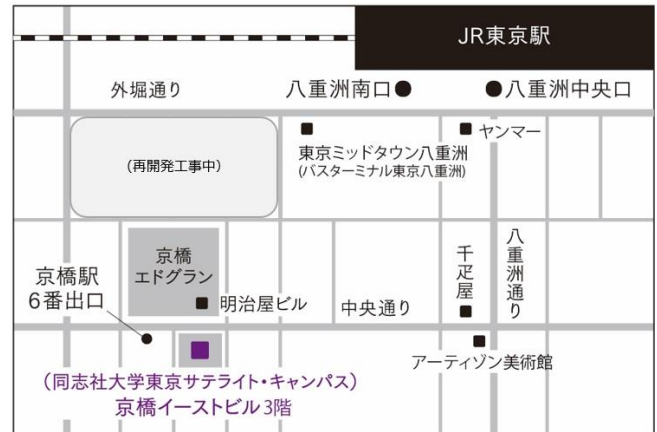 JR東京駅
外堀通り
八重洲南口
八重洲中央口
ヤンマー
東京ミッドタウン八重洲
(バスターミナル東京八重洲)
(再開発工事中)
京橋
エドグラン
明治屋ビル
中央通り
千疋屋
八重洲通り
京橋駅
6番出口
アーティゾン美術館
(同志社大学東京サテライト・キャンパス)
京橋イーストビル3階